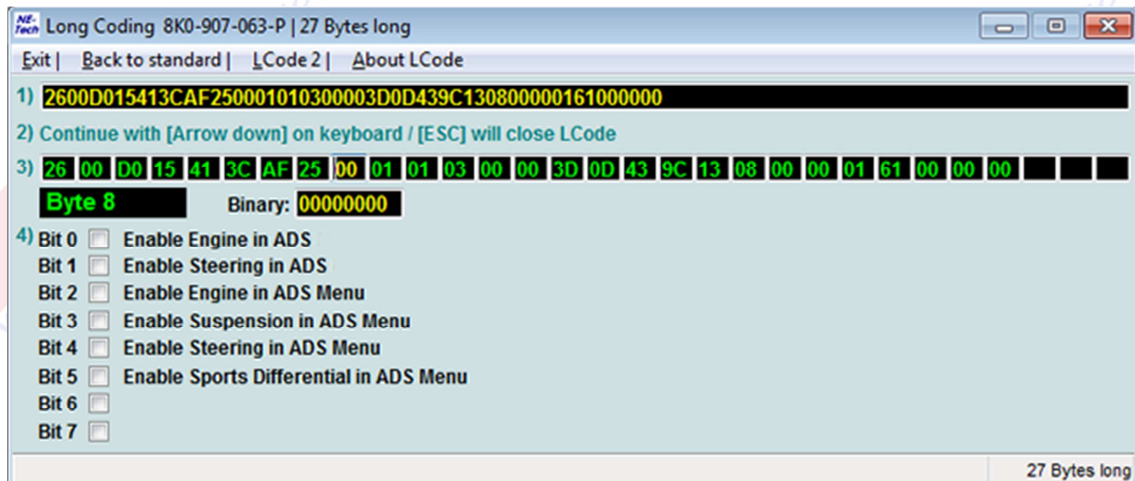 NE-Tech Long Coding 8K0-907-063-P | 27 Bytes long
Exit | Back to standard | LCode 2 | About LCode
1) 2600D015413CAF250001010300003D0D439C130800000161000000
2) Continue with [Arrow down] on keyboard / [ESC] will close LCode
3) 26 00 D0 15 41 3C AF 25 00 01 01 03 00 00 3D 0D 43 9C 13 08 00 00 01 61 00 00 00
Byte 8 Binary: 00000000
4) Bit 0 Enable Engine in ADS
Bit 1 Enable Steering in ADS
Bit 2 Enable Engine in ADS Menu
Bit 3 Enable Suspension in ADS Menu
Bit 4 Enable Steering in ADS Menu
Bit 5 Enable Sports Differential in ADS Menu
Bit 6
Bit 7
27 Bytes long